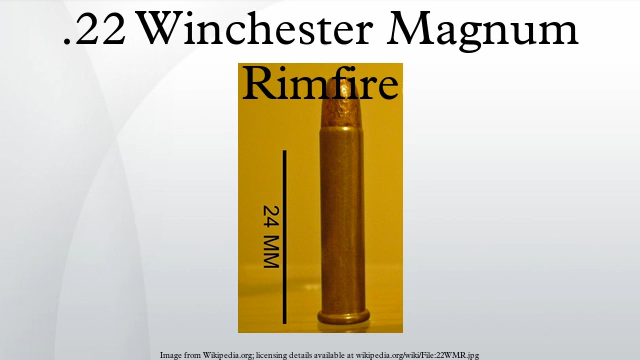 .22 Winchester Magnum
Rimfire
24 MM
Image from Wikipedia.org; licensing details available at wikipedia.org/wiki/File:22WMR.jpg